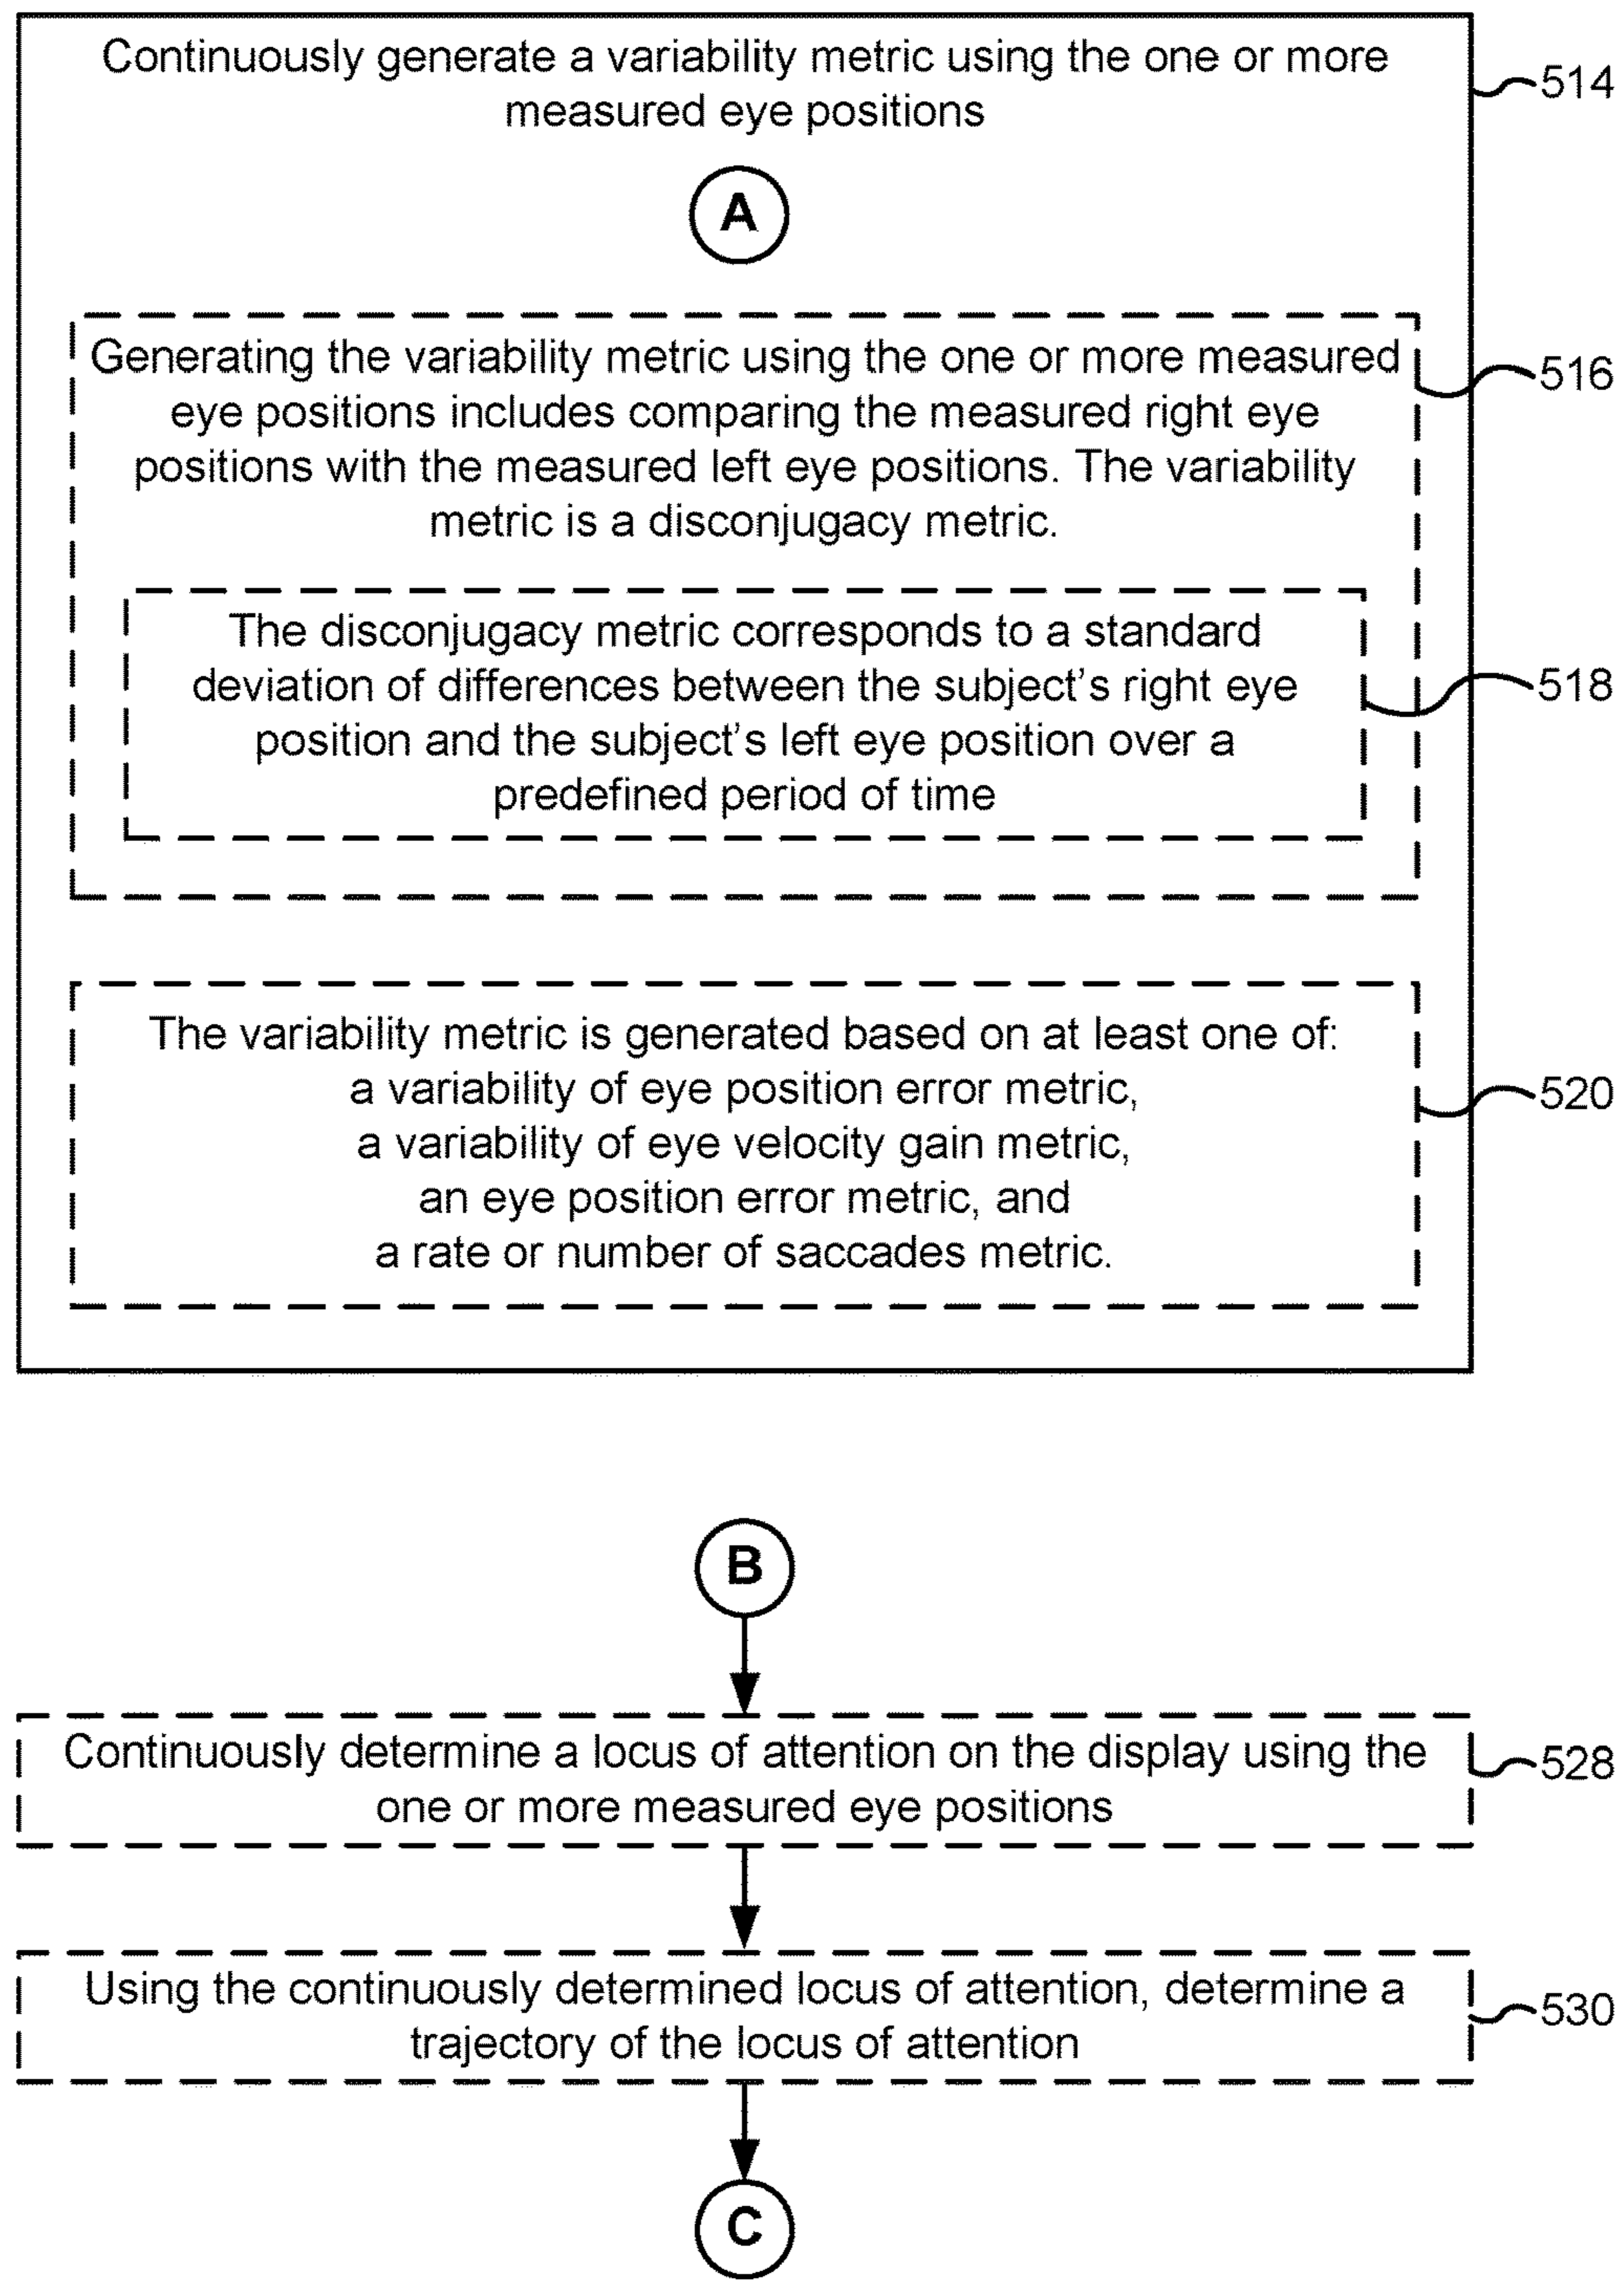 Continuously generate a variability metric using the one or more
measured eye positions
514
A
Generating the variability metric using the one or more measured
eye positions includes comparing the measured right eye
positions with the measured left eye positions. The variability
metric is a disconjugacy metric.
516
The disconjugacy metric corresponds to a standard
deviation of differences between the subject's right eye
position and the subject's left eye position over a
predefined period of time
518
The variability metric is generated based on at least one of:
a variability of eye position error metric,
a variability of eye velocity gain metric,
an eye position error metric, and
a rate or number of saccades metric.
520
B
Continuously determine a locus of attention on the display using the
one or more measured eye positions
528
Using the continuously determined locus of attention, determine a
trajectory of the locus of attention
530
C